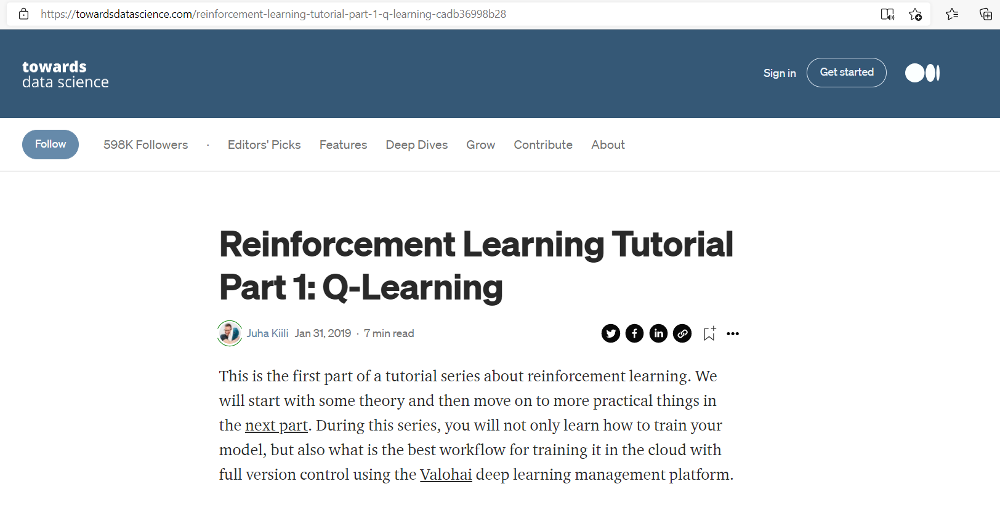 https://towardsdatascience.com/reinforcement-learning-tutorial-part-1-q-learning-cadb36998b28
towards
data science
Sign in
Get started
Follow
598K Followers
·
Editors' Picks
Features
Deep Dives
Grow
Contribute
About
Reinforcement Learning Tutorial
Part 1: Q-Learning
Juha Kiili Jan 31, 2019 · 7 min read
This is the first part of a tutorial series about reinforcement learning. We
will start with some theory and then move on to more practical things in
the next part. During this series, you will not only learn how to train your
model, but also what is the best workflow for training it in the cloud with
full version control using the Valohai deep learning management platform.